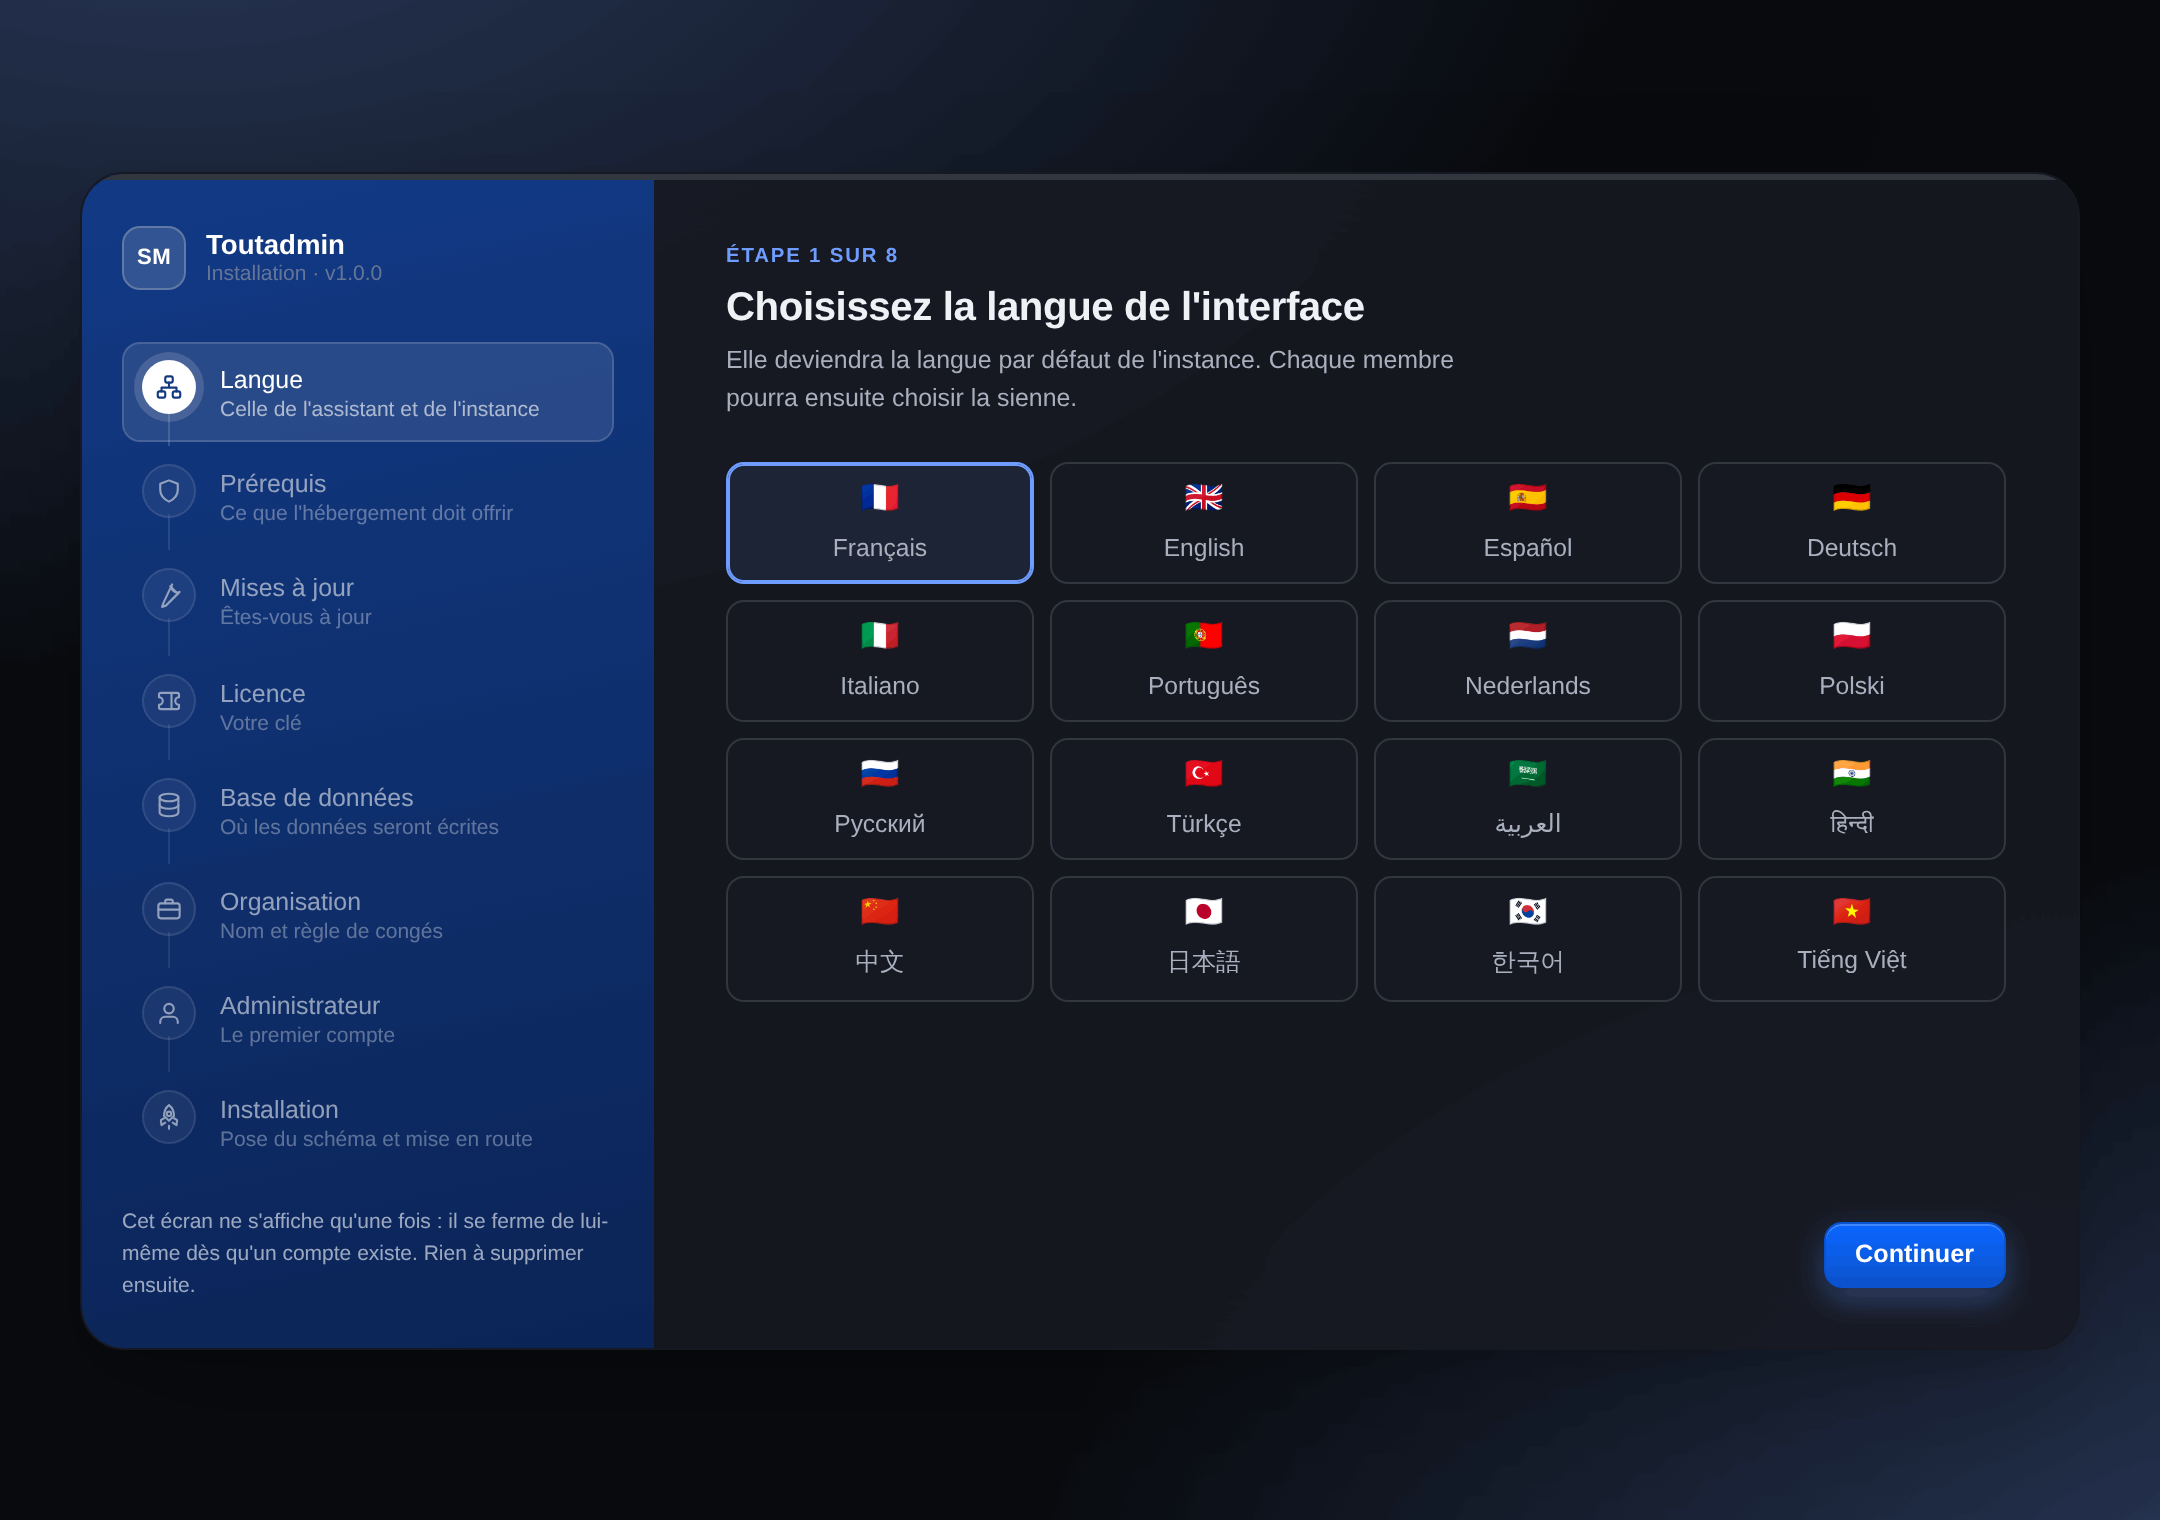 SM
Toutadmin
Installation · v1.0.0
Langue
Celle de l'assistant et de l'instance
Prérequis
Ce que l'hébergement doit offrir
Mises à jour
Êtes-vous à jour
Licence
Votre clé
Base de données
Où les données seront écrites
Organisation
Nom et règle de congés
Administrateur
Le premier compte
Installation
Pose du schéma et mise en route
Cet écran ne s'affiche qu'une fois : il se ferme de lui-
même dès qu'un compte existe. Rien à supprimer
ensuite.
ÉTAPE 1 SUR 8
Choisissez la langue de l'interface
Elle deviendra la langue par défaut de l'instance. Chaque membre
pourra ensuite choisir la sienne.
Français
English
Español
Deutsch
Italiano
Português
Nederlands
Polski
Русский
Türkçe
العربية
हिन्दी
中文
日本語
한국어
Tiếng Việt
Continuer